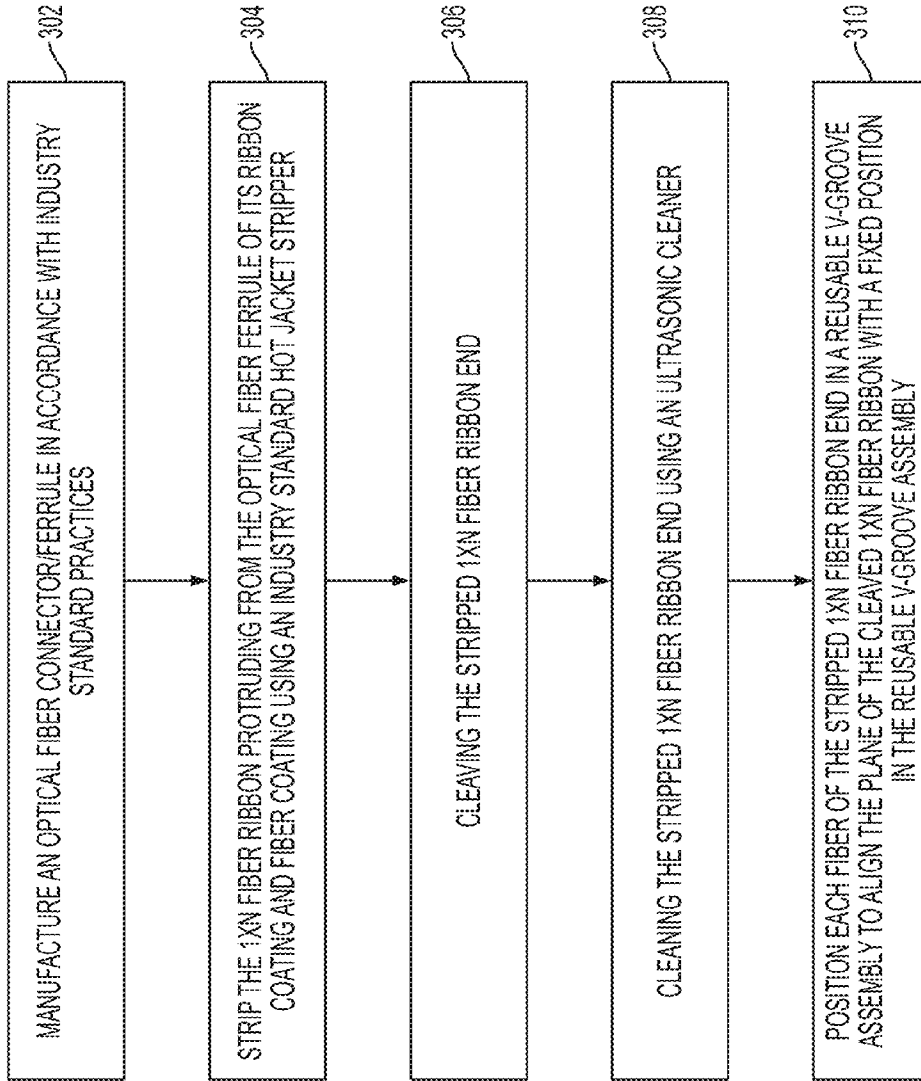 MANUFACTURE AN OPTICAL FIBER CONNECTOR/FERRULE IN ACCORDANCE WITH INDUSTRY
STANDARD PRACTICES
302
STRIP THE 1XN FIBER RIBBON PROTRUDING FROM THE OPTICAL FIBER FERRULE OF ITS RIBBON
COATING AND FIBER COATING USING AN INDUSTRY STANDARD HOT JACKET STRIPPER
304
CLEAVING THE STRIPPED 1XN FIBER RIBBON END
306
CLEANING THE STRIPPED 1XN FIBER RIBBON END USING AN ULTRASONIC CLEANER
308
POSITION EACH FIBER OF THE STRIPPED 1XN FIBER RIBBON END IN A REUSABLE V-GROOVE
ASSEMBLY TO ALIGN THE PLANE OF THE CLEAVED 1XN FIBER RIBBON WITH A FIXED POSITION
IN THE REUSABLE V-GROOVE ASSEMBLY
310